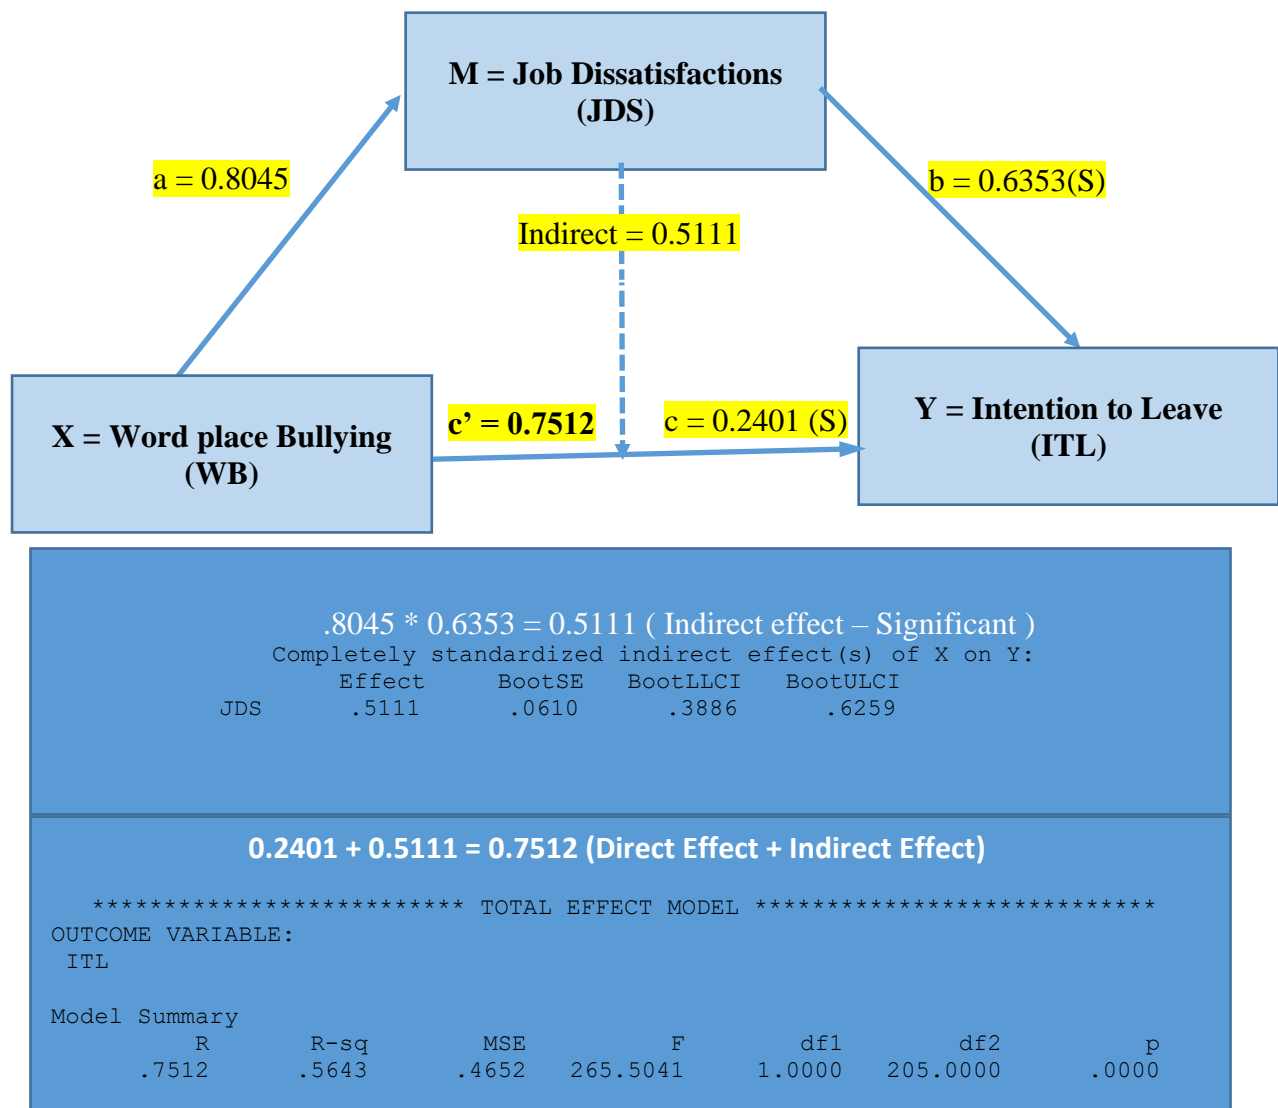 M = Job Dissatisfactions
(JDS)
a = 0.8045
b = 0.6353(S)
Indirect = 0.5111
X = Word place Bullying
(WB)
c’ = 0.7512
c = 0.2401 (S)
Y = Intention to Leave
(ITL)
.8045 * 0.6353 = 0.5111 ( Indirect effect – Significant )
Completely standardized indirect effect(s) of X on Y:
Effect BootSE BootLLCI BootULCI
JDS .5111 .0610 .3886 .6259
0.2401 + 0.5111 = 0.7512 (Direct Effect + Indirect Effect)
************************** TOTAL EFFECT MODEL ****************************
OUTCOME VARIABLE:
ITL
Model Summary
R R-sq MSE F df1 df2 p
.7512 .5643 .4652 265.5041 1.0000 205.0000 .0000